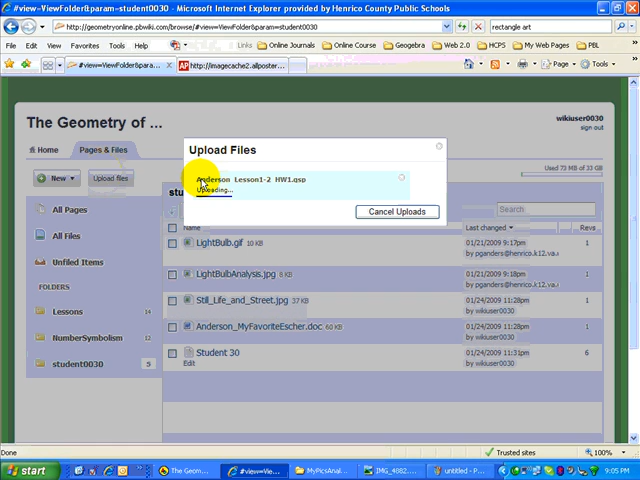 #view=ViewFolder&param=student0030 - Microsoft Internet Explorer provided by Henrico County Public Schools
http://geometryonline.pbwiki.com/browse/#view=ViewFolder&param=student0030
rectangle art
File Edit View Favorites Tools Help
Links Online Journals Online Course Geogebra Web 2.0 HCPS My Web Pages PBL
#view=ViewFolder&para...
http://imagecache2.allposter...
Page Tools
The Geometry of ...
wikiuser0030
sign out
Home Pages & Files
New Upload files
Used 73 MB of 33 GB
Upload Files
Anderson Lesson1-2 HW1.gsp
Uploading...
Cancel Uploads
Search
All Pages
All Files
Unfiled Items
FOLDERS
Lessons 14
NumberSymbolism 12
student0030 5
Name Last changed Revs
LightBulb.gif 10 KB 01/21/2009 9:17pm 1
by pganders@henrico.k12.va.
LightBulbAnalysis.jpg 8 KB 01/21/2009 9:18pm 1
by pganders@henrico.k12.va.
Still_Life_and_Street.jpg 37 KB 01/24/2009 11:28pm 1
by wikiuser0030
Anderson_MyFavoriteEscher.doc 60 KB 01/24/2009 11:28pm 1
by wikiuser0030
Student 30 01/24/2009 11:31pm 6
Edit by wikiuser0030
Done Trusted sites 100%
start The Geom... #view=Vie... MyPicsAnaly... IMG_4882... untitled - P... 9:05 PM